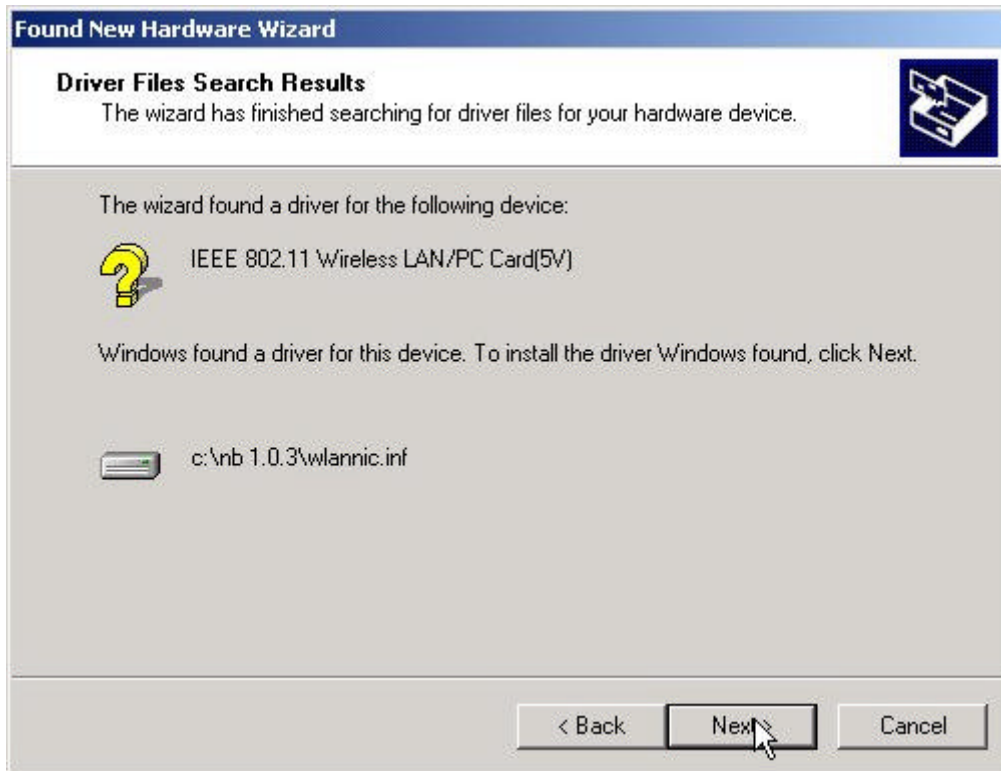 Found New Hardware Wizard
Driver Files Search Results
The wizard has finished searching for driver files for your hardware device.
The wizard found a driver for the following device:
IEEE 802.11 Wireless LAN/PC Card(5V)
Windows found a driver for this device. To install the driver Windows found, click Next.
c:\nb 1.0.3\wlannic.inf
< Back Next > Cancel